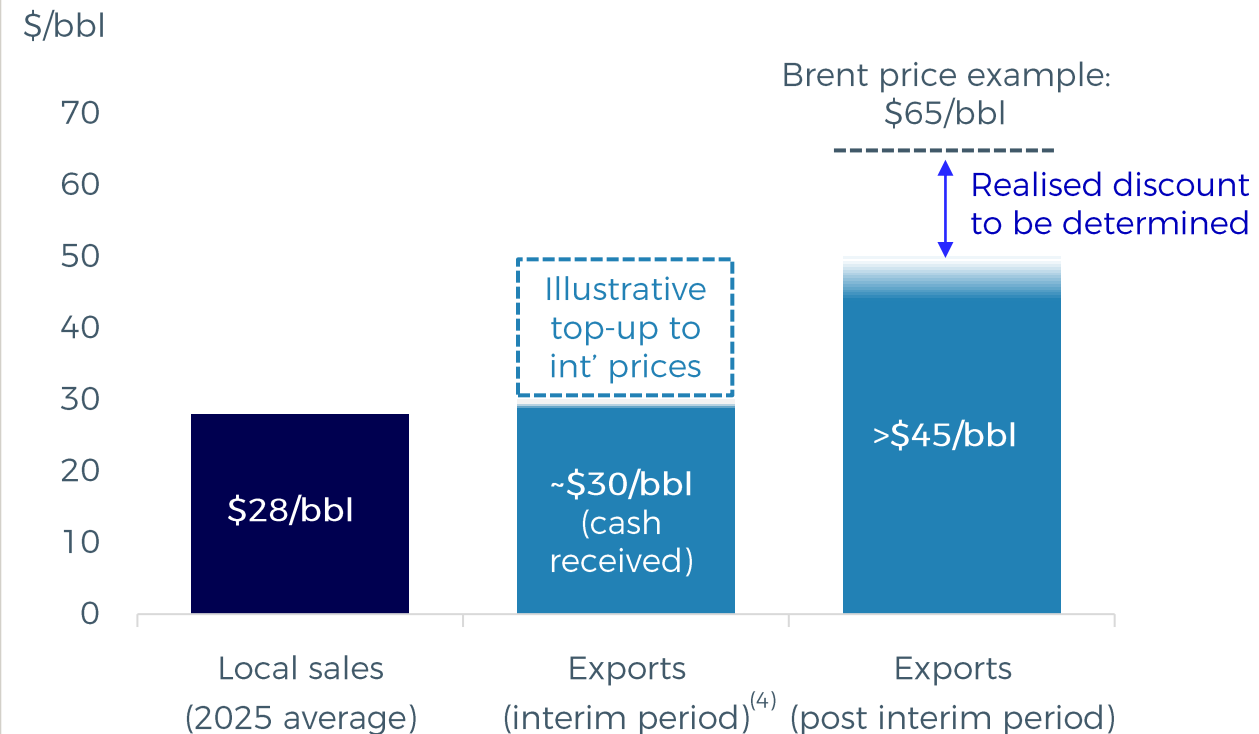 $/bbl
Brent price example:
$65/bbl
70
60
50
40
30
20
10
0
Realised discount
to be determined
Illustrative
top-up to
int’ prices
$28/bbl
~$30/bbl
(cash
received)
>$45/bbl
Local sales
(2025 average)
Exports
(interim period)(4)
Exports
(post interim period)